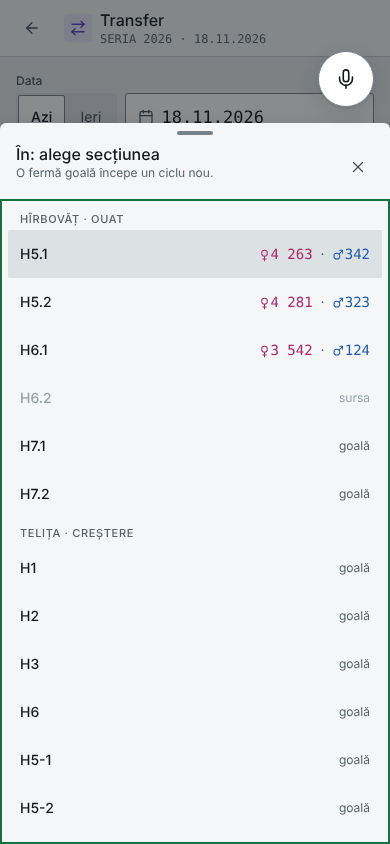 Transfer
SERIA 2026 · 18.11.2026
Data
Azi Ieri 18.11.2026
În: alege secțiunea
O fermă goală începe un ciclu nou.
HÎRBOVĂȚ · OUAT
H5.1 ♀4 263 · ♂342
H5.2 ♀4 281 · ♂323
H6.1 ♀3 542 · ♂124
H6.2 sursa
H7.1 goală
H7.2 goală
TELIȚA · CREȘTERE
H1 goală
H2 goală
H3 goală
H6 goală
H5-1 goală
H5-2 goală